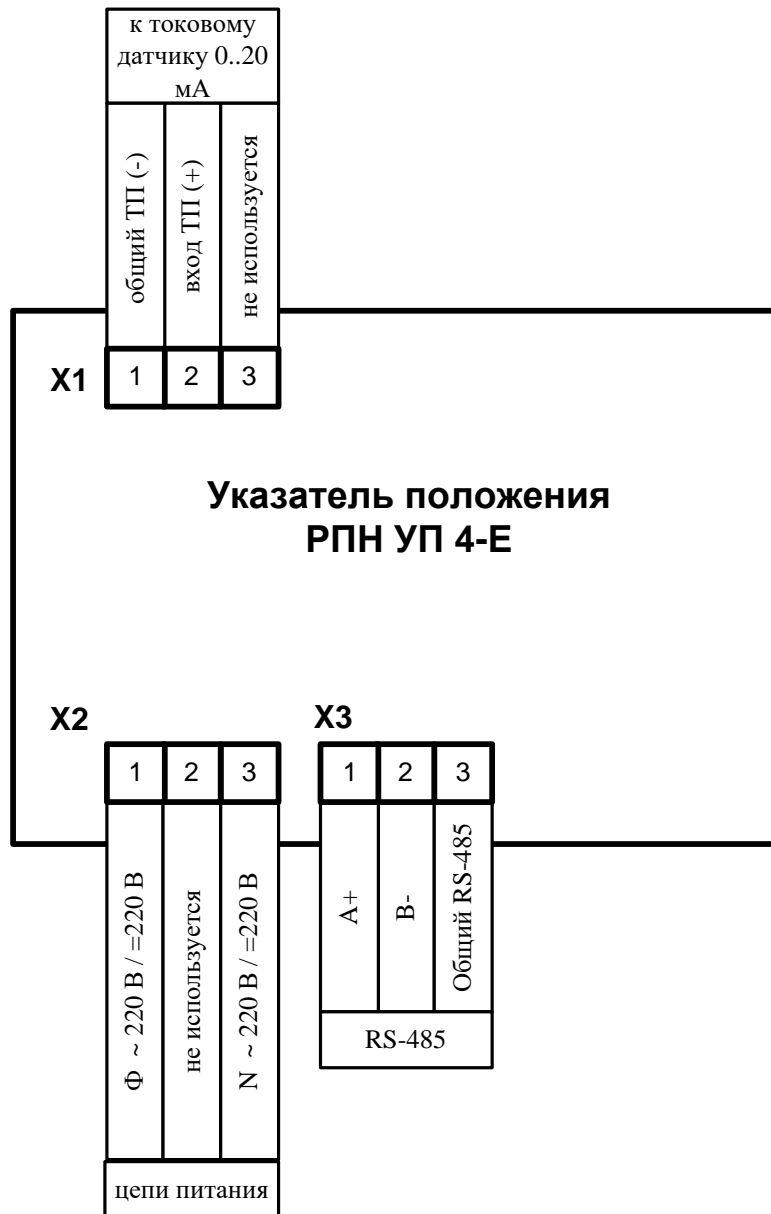 к токовому
датчику 0..20
мА
общий ТП (-)
вход ТП (+)
не используется
X1
1
2
3
Указатель положения
РПН УП 4-Е
X2
X3
1
2
3
1
2
3
Ф ~ 220 В / =220 В
не используется
N ~ 220 В / =220 В
A+
B-
Общий RS-485
RS-485
цепи питания